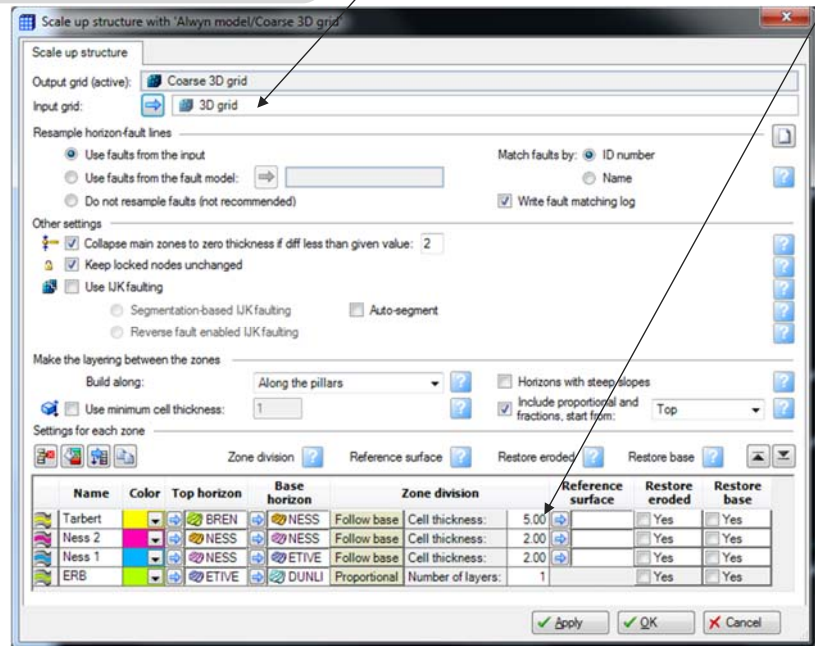 Scale up structure with 'Alwyn model/Coarse 3D grid'
Scale up structure
Output grid (active): Coarse 3D grid
Input grid: 3D grid
Resample horizon-fault lines
Use faults from the input Match faults by: ID number
Use faults from the fault model: Name
Do not resample faults (not recommended) Write fault matching log
Other settings
Collapse main zones to zero thickness if diff less than given value: 2
Keep locked nodes unchanged
Use IJK faulting
Segmentation-based IJK faulting Auto-segment
Reverse fault enabled IJK faulting
Make the layering between the zones
Build along: Along the pillars Horizons with steep slopes
Use minimum cell thickness: 1 Include proportional and fractions, start from: Top
Settings for each zone
Zone division Reference surface Restore eroded Restore base
Name Color Top horizon Base horizon Zone division Reference surface Restore eroded Restore base
Tarbert BREN NESS Follow base Cell thickness: 5.00 Yes Yes
Ness 2 NESS NESS Follow base Cell thickness: 2.00 Yes Yes
Ness 1 NESS ETIVE Follow base Cell thickness: 2.00 Yes Yes
ERB ETIVE DUNLI Proportional Number of layers: 1 Yes Yes
Apply OK Cancel